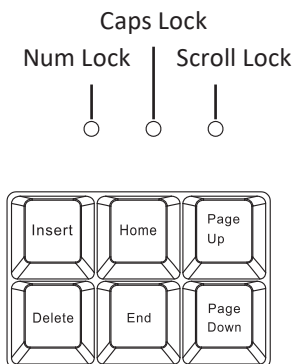 Caps Lock
Num Lock Scroll Lock
Insert Home Page
Up
Delete End Page
Down